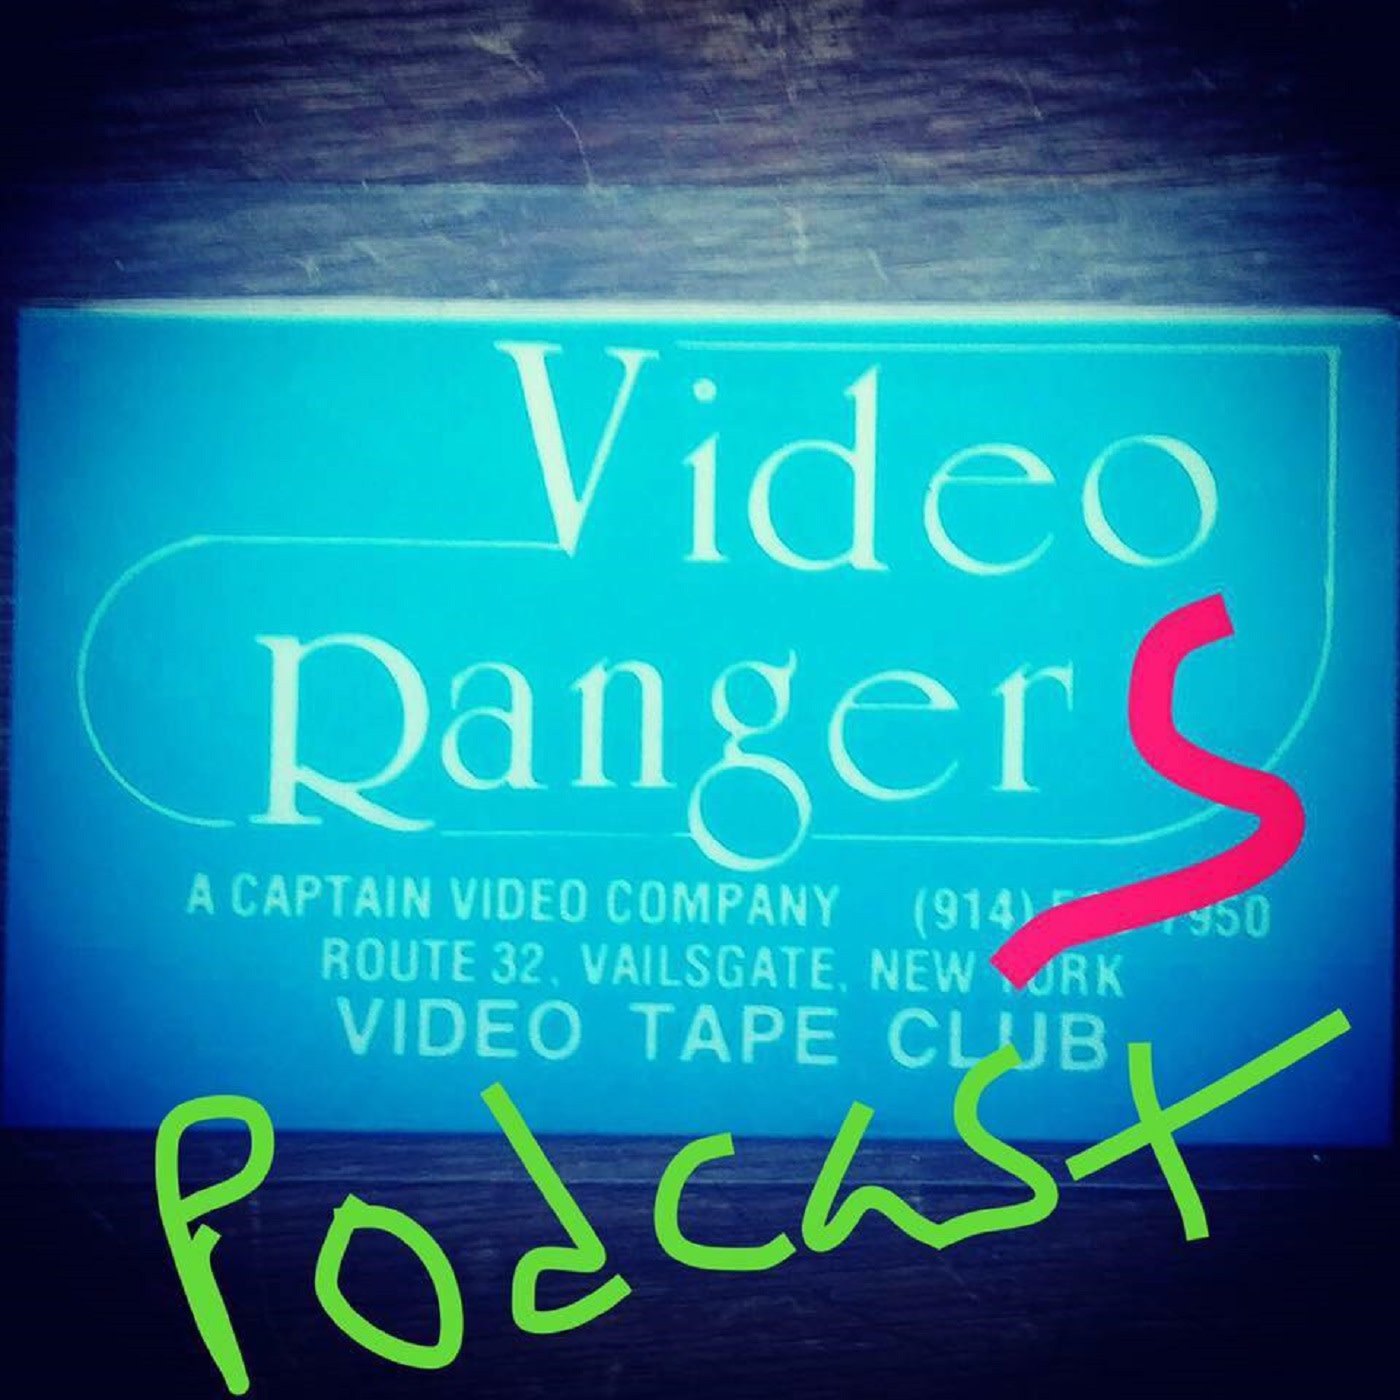 Video
RangerS
A CAPTAIN VIDEO COMPANY (914)
ROUTE 32, VAILSGATE, NEW YORK
VIDEO TAPE CLUB
Podcast